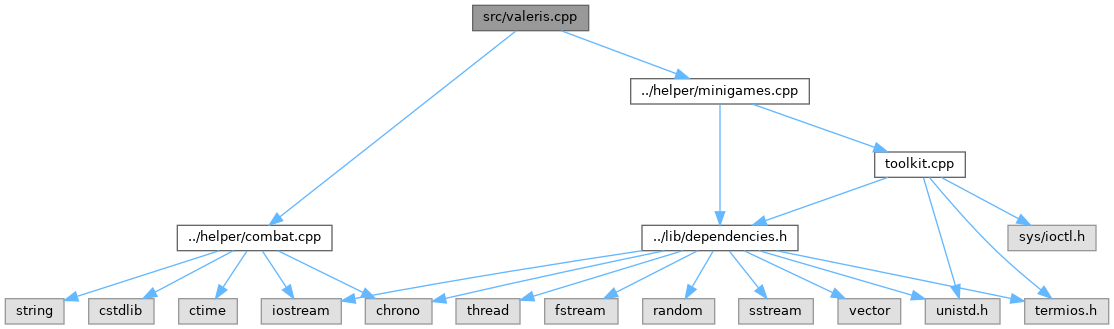 src/valeris.cpp
../helper/minigames.cpp
toolkit.cpp
../helper/combat.cpp
../lib/dependencies.h
sys/ioctl.h
string
cstdlib
ctime
iostream
chrono
thread
fstream
random
sstream
vector
unistd.h
termios.h